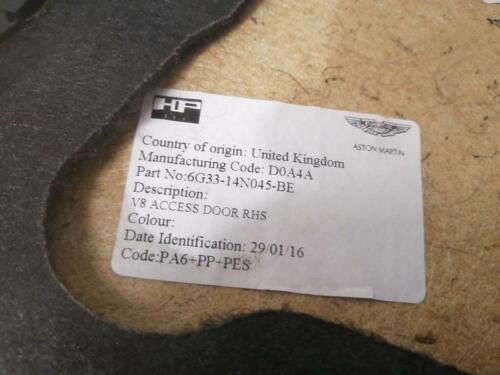 HP
ASTON MARTIN
Country of origin: United Kingdom
Manufacturing Code: D0A4A
Part No:6G33-14N045-BE
Description:
V8 ACCESS DOOR RHS
Colour:
Date Identification: 29/01/16
Code:PA6+PP+PES